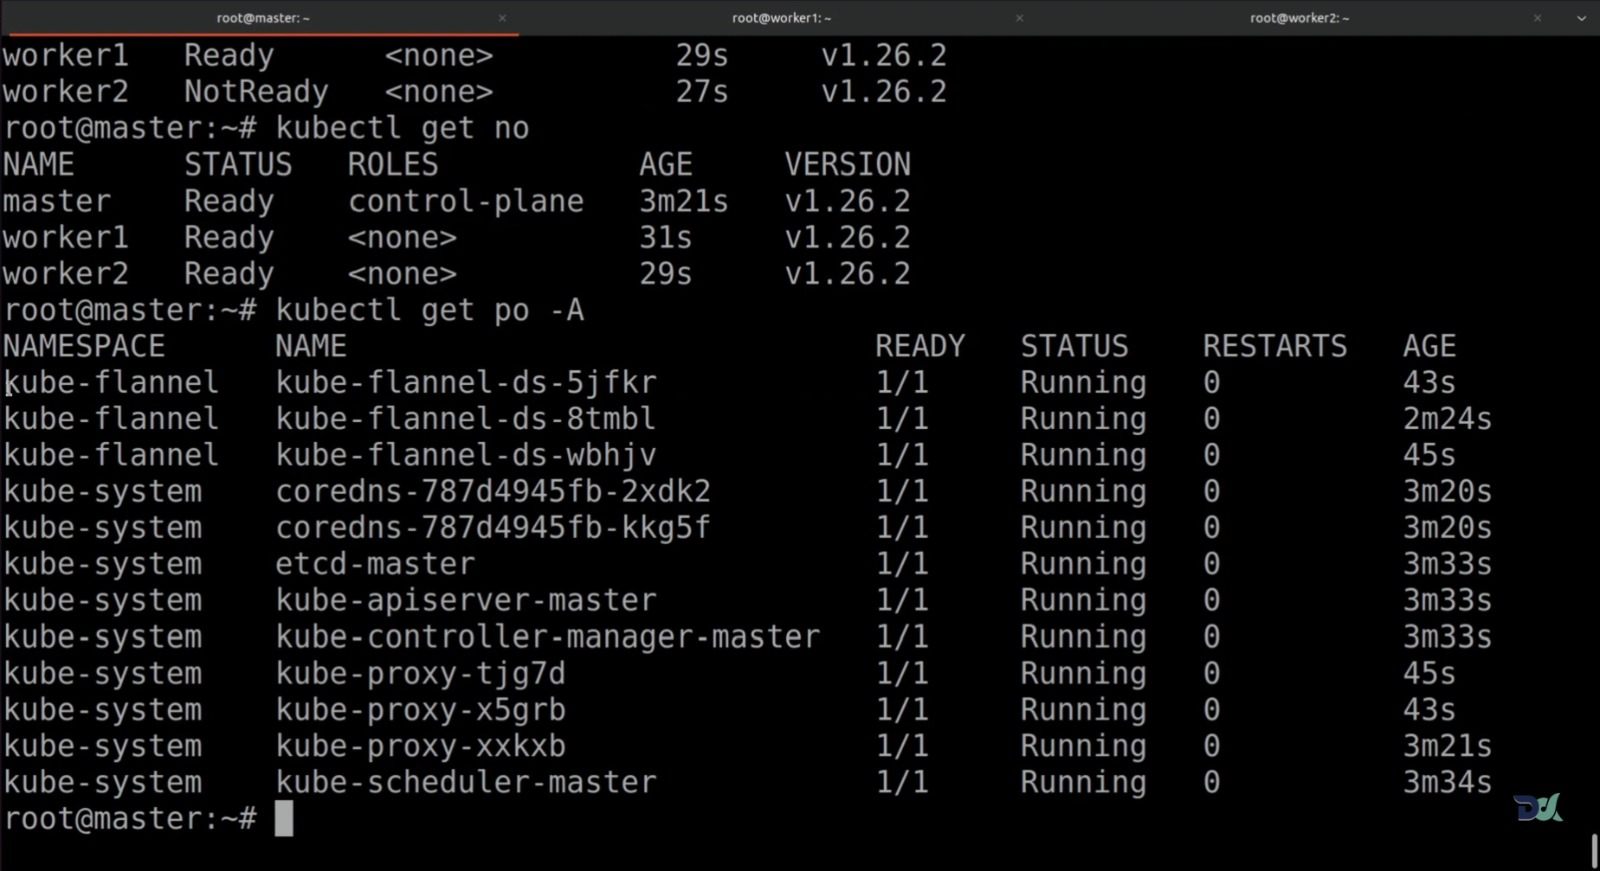 root@master: ~ × root@worker1: ~ × root@worker2: ~ ×
worker1 Ready <none> 29s v1.26.2
worker2 NotReady <none> 27s v1.26.2
root@master:~# kubectl get no
NAME STATUS ROLES AGE VERSION
master Ready control-plane 3m21s v1.26.2
worker1 Ready <none> 31s v1.26.2
worker2 Ready <none> 29s v1.26.2
root@master:~# kubectl get po -A
NAMESPACE NAME READY STATUS RESTARTS AGE
kube-flannel kube-flannel-ds-5jfkr 1/1 Running 0 43s
kube-flannel kube-flannel-ds-8tmbl 1/1 Running 0 2m24s
kube-flannel kube-flannel-ds-wbhjv 1/1 Running 0 45s
kube-system coredns-787d4945fb-2xdk2 1/1 Running 0 3m20s
kube-system coredns-787d4945fb-kkg5f 1/1 Running 0 3m20s
kube-system etcd-master 1/1 Running 0 3m33s
kube-system kube-apiserver-master 1/1 Running 0 3m33s
kube-system kube-controller-manager-master 1/1 Running 0 3m33s
kube-system kube-proxy-tjg7d 1/1 Running 0 45s
kube-system kube-proxy-x5grb 1/1 Running 0 43s
kube-system kube-proxy-xxkxb 1/1 Running 0 3m21s
kube-system kube-scheduler-master 1/1 Running 0 3m34s
root@master:~#